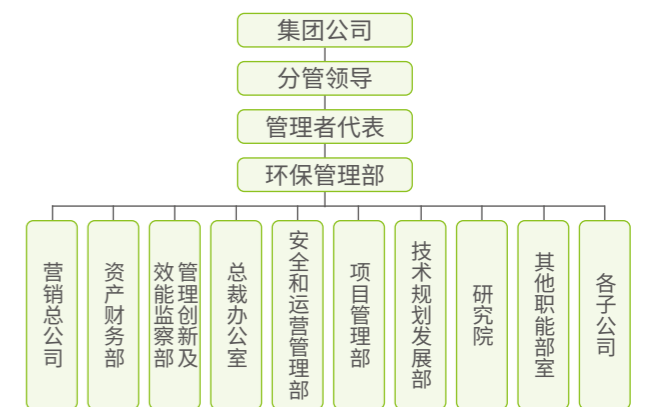 集团公司
分管领导
管理者代表
环保管理部
营销总公司
资产财务部
管理创新及
效能监察部
总裁办公室
安全和运营管理部
项目管理部
技术规划发展部
研究院
其他职能部室
各子公司